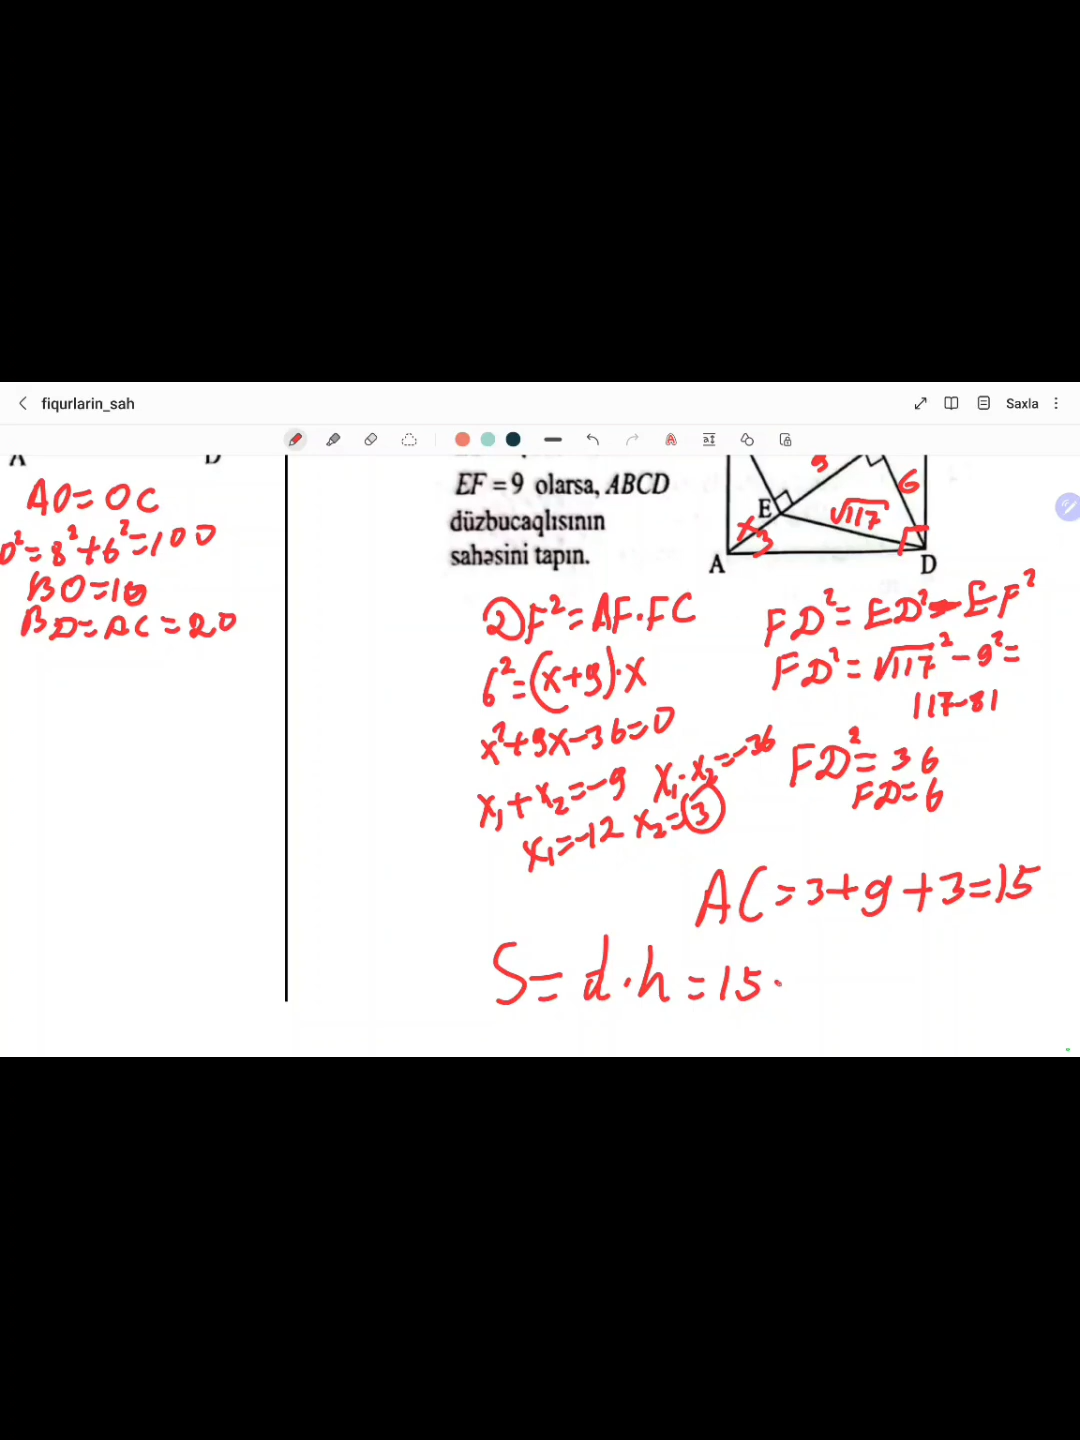 fiqurlarin_sah
Saxla
A D
AO=OC
O²=8²+6²=100
BO=10
BD=AC=20
EF = 9 olarsa, ABCD
düzbucaqlısının
sahəsini tapın.
9
6
E
√117
x
3
A
D
DF²=AF·FC
6²=(x+9)·x
x²+9x-36=0
x₁+x₂=-9 x₁·x₂=-36
x₁=-12 x₂=3
FD²=ED²-EF²
FD²=√117²-9²=
117-81
FD²=36
FD=6
AC=3+9+3=15
S=d·h=15·